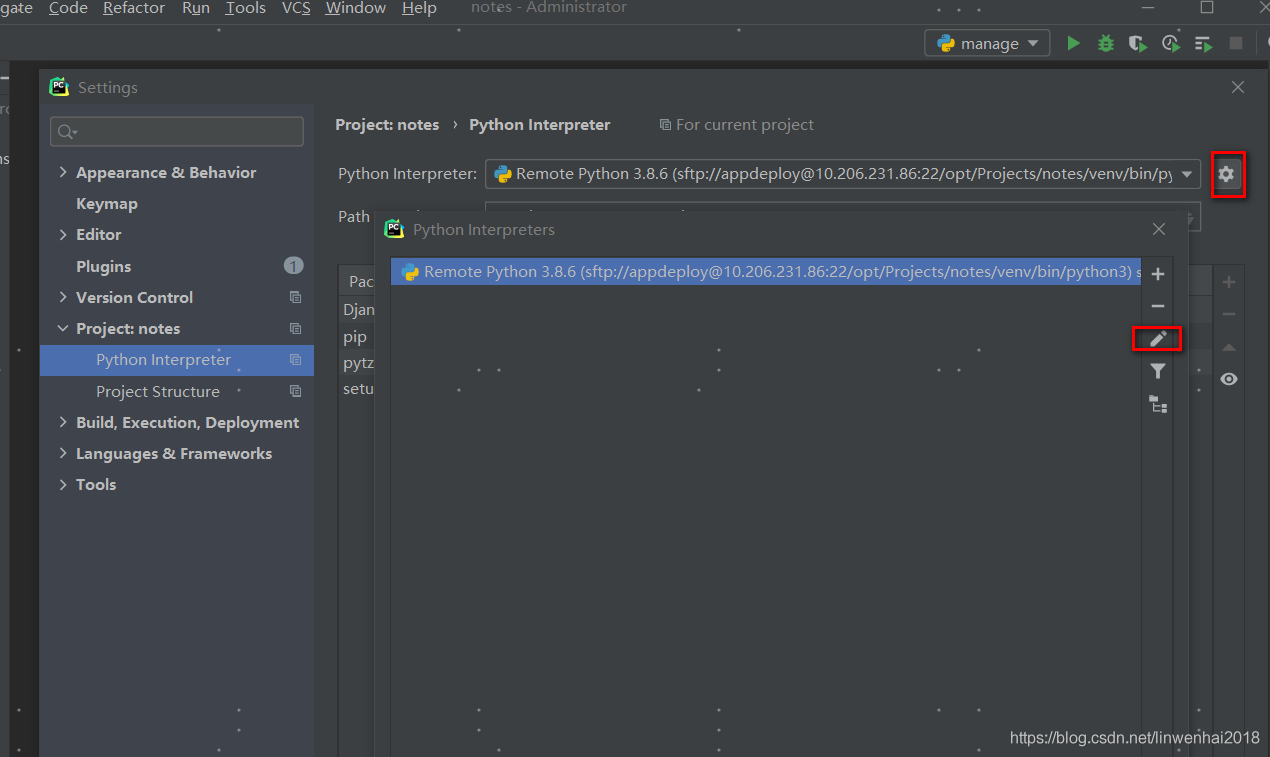 gate Code Refactor Run Tools VCS Window Help notes - Administrator
manage
Settings
Project: notes › Python Interpreter For current project
Appearance & Behavior
Keymap
Editor
Plugins 1
Version Control
Project: notes
Python Interpreter
Project Structure
Build, Execution, Deployment
Languages & Frameworks
Tools
Python Interpreter: Remote Python 3.8.6 (sftp://appdeploy@10.206.231.86:22/opt/Projects/notes/venv/bin/py
Path
Pac
Djan
pip
pytz
setu
Python Interpreters
Remote Python 3.8.6 (sftp://appdeploy@10.206.231.86:22/opt/Projects/notes/venv/bin/python3) s
https://blog.csdn.net/linwenhai2018